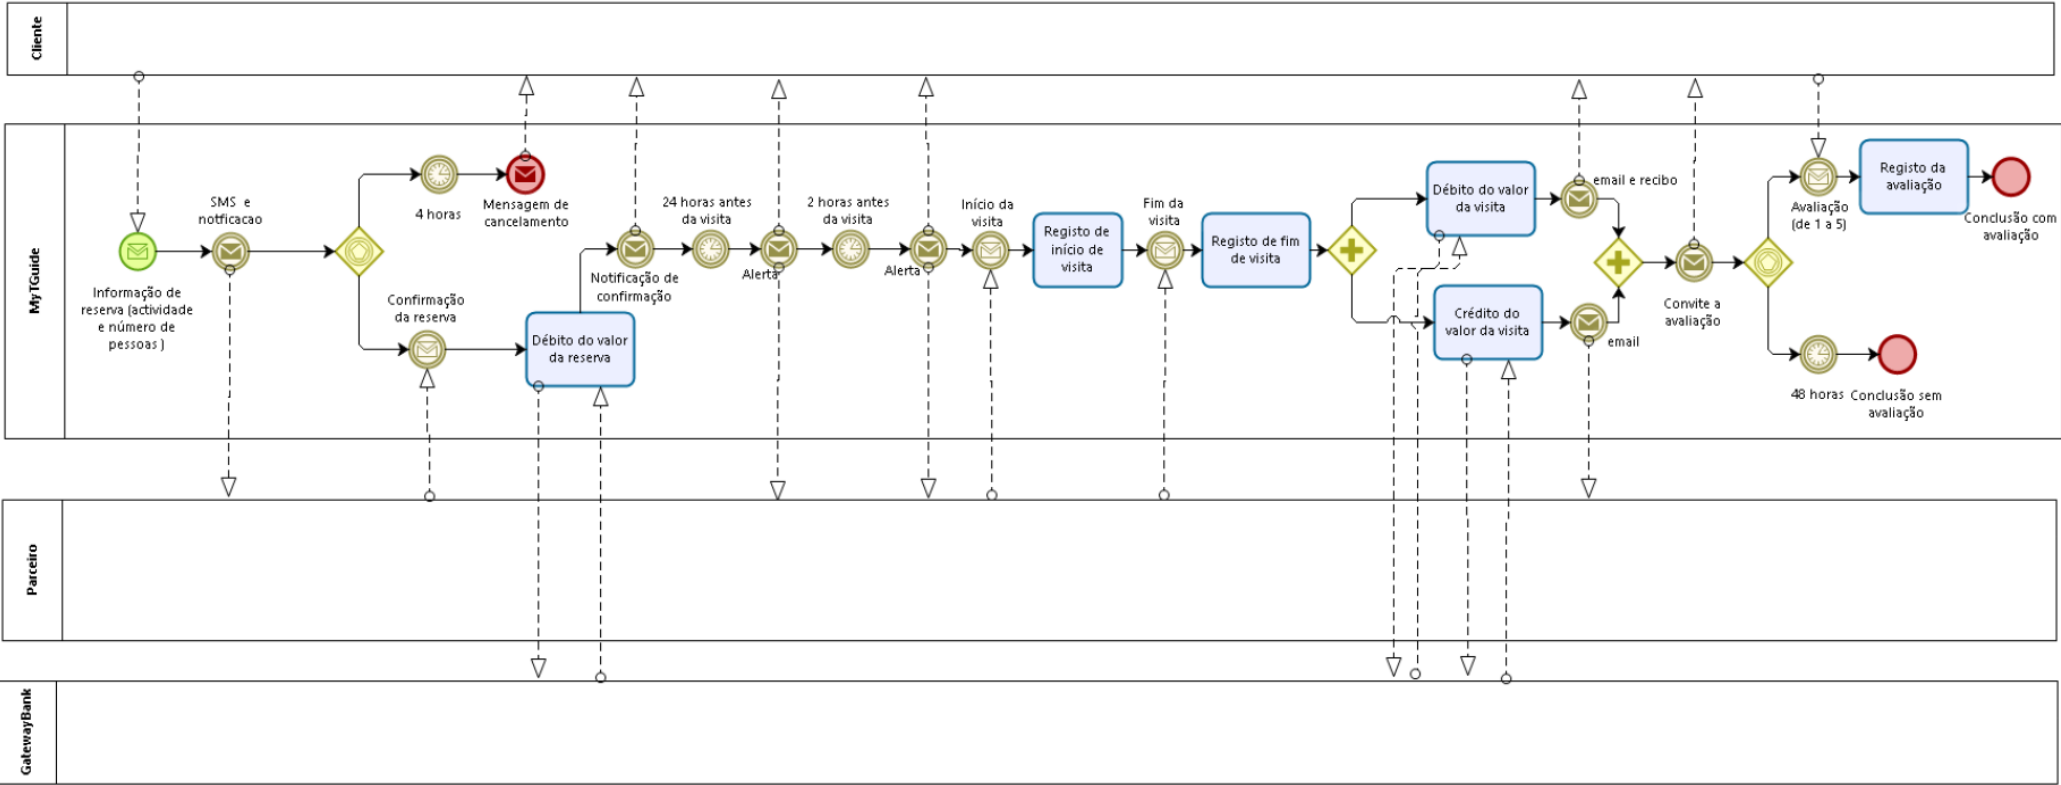 Cliente
MyTGuide
Informação de
reserva (actividade
e número de
pessoas )
SMS e
notficacao
4 horas
Mensagem de
cancelamento
Confirmação
da reserva
Débito do valor
da reserva
Notificação de
confirmação
24 horas antes
da visita
Alerta
2 horas antes
da visita
Alerta
Início da
visita
Registo de
início de
visita
Fim da
visita
Registo de fim
de visita
Débito do valor
da visita
email e recibo
Crédito do
valor da visita
email
Convite a
avaliação
Avaliação
(de 1 a 5)
Registo da
avaliação
Conclusão com
avaliação
48 horas
Conclusão sem
avaliação
Parceiro
GatewayBank